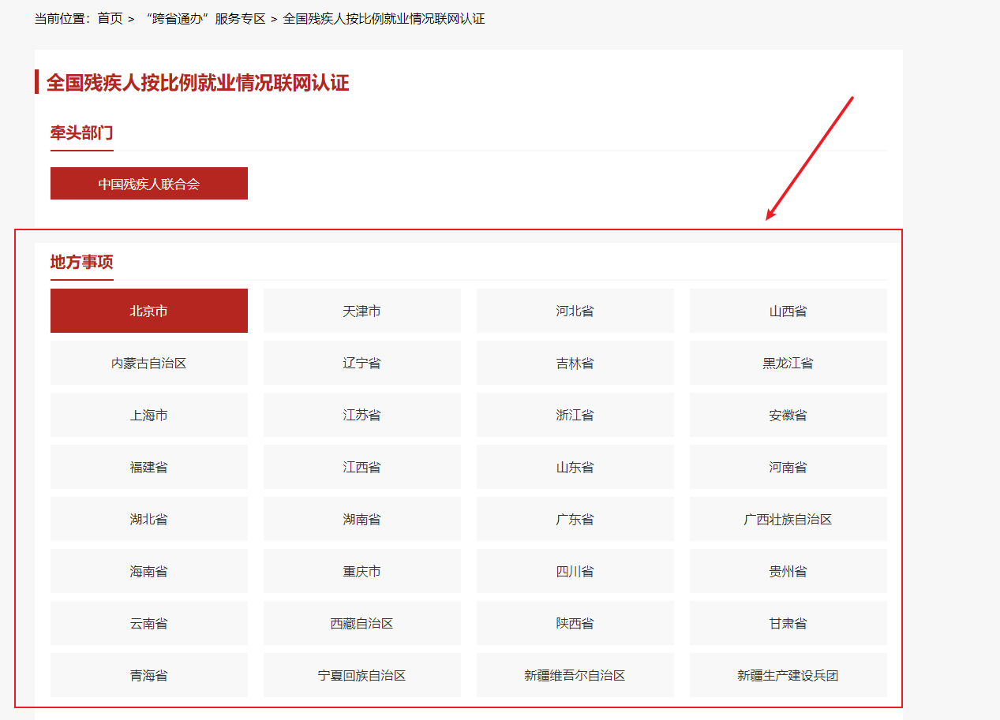 当前位置：首页 > “跨省通办”服务专区 > 全国残疾人按比例就业情况联网认证
全国残疾人按比例就业情况联网认证
牵头部门
中国残疾人联合会
地方事项
北京市 天津市 河北省 山西省
内蒙古自治区 辽宁省 吉林省 黑龙江省
上海市 江苏省 浙江省 安徽省
福建省 江西省 山东省 河南省
湖北省 湖南省 广东省 广西壮族自治区
海南省 重庆市 四川省 贵州省
云南省 西藏自治区 陕西省 甘肃省
青海省 宁夏回族自治区 新疆维吾尔自治区 新疆生产建设兵团